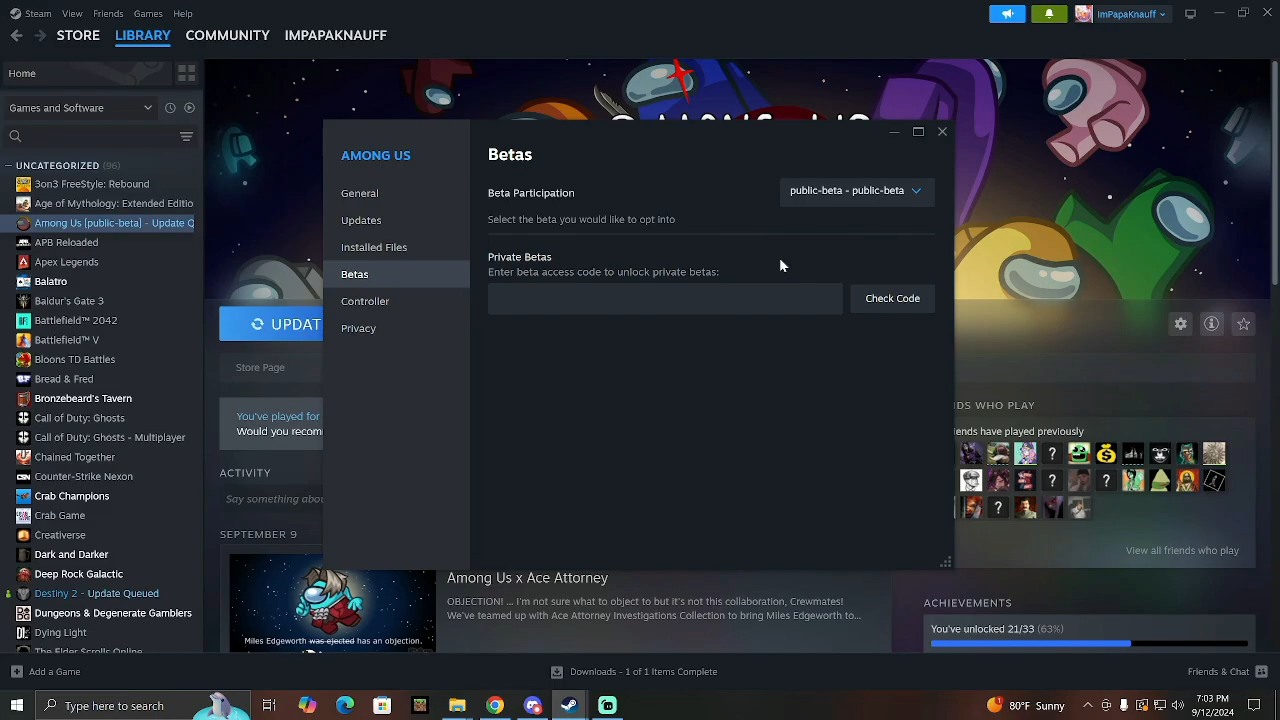 Steam View Friends Games Help
ImPapaKnauff
STORE LIBRARY COMMUNITY IMPAPAKNAUFF
Home
Games and Software
UNCATEGORIZED (96)
3on3 FreeStyle: Rebound
Age of Mythology: Extended Editio
Among Us [public-beta] - Update Q
APB Reloaded
Apex Legends
Balatro
Baldur's Gate 3
Battlefield™ 2042
Battlefield™ V
Bloons TD Battles
Bread & Fred
Bronzebeard's Tavern
Call of Duty: Ghosts
Call of Duty: Ghosts - Multiplayer
Chained Together
Counter-Strike Nexon
Crab Champions
Crab Game
Creativerse
Dark and Darker
Deep Rock Galactic
Destiny 2 - Update Queued
Dungeons & Degenerate Gamblers
Dying Light
The Elder Scrolls Online
AMONG US
General
Updates
Installed Files
Betas
Controller
Privacy
Betas
Beta Participation
public-beta - public-beta
Select the beta you would like to opt into
Private Betas
Enter beta access code to unlock private betas:
Check Code
UPDAT
Store Page
You've played for
Would you recom
ACTIVITY
Say something abou
SEPTEMBER 9
Miles Edgeworth was ejected has an objection.
Among Us x Ace Attorney
OBJECTION! ... I'm not sure what to object to but it's not this collaboration, Crewmates!
We've teamed up with Ace Attorney Investigations Collection to bring Miles Edgeworth to...
NDS WHO PLAY
iends have played previously
View all friends who play
ACHIEVEMENTS
You've unlocked 21/33 (63%)
Add a Game
Downloads - 1 of 1 Items Complete
Friends & Chat
Type here to search
80°F Sunny
7:03 PM
9/12/2024